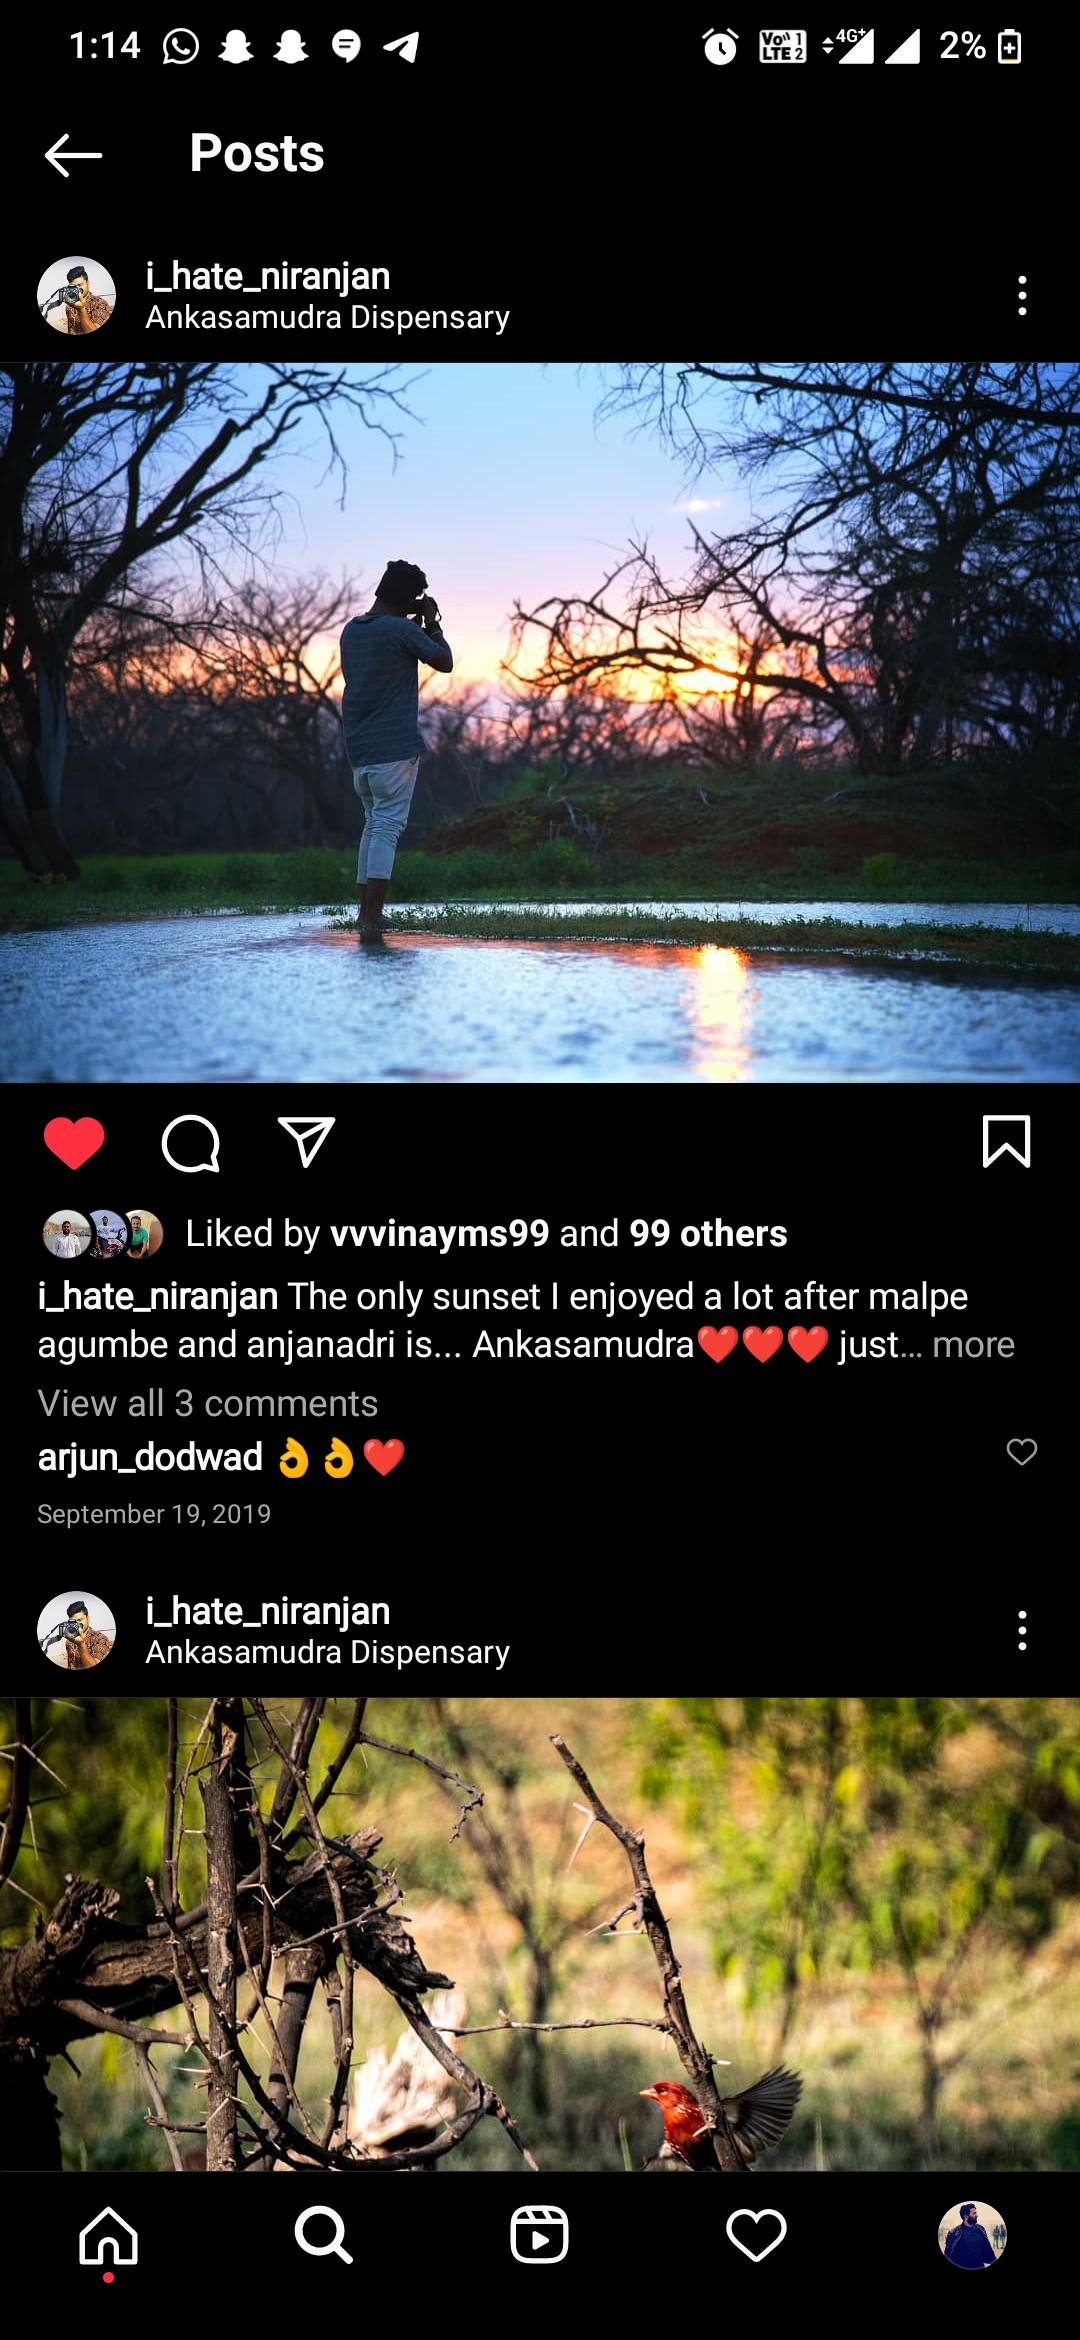 1:14
Vo)) 1
LTE 2
4G+
2%
Posts
i_hate_niranjan
Ankasamudra Dispensary
Liked by vvvinayms99 and 99 others
i_hate_niranjan The only sunset I enjoyed a lot after malpe
agumbe and anjanadri is... Ankasamudra❤️❤️❤️ just... more
View all 3 comments
arjun_dodwad 👌👌❤️
September 19, 2019
i_hate_niranjan
Ankasamudra Dispensary